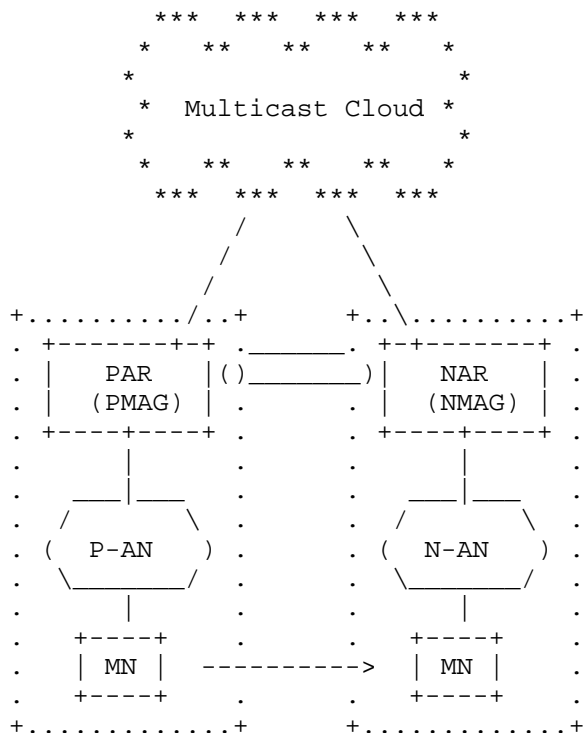 Multicast Cloud
PAR NAR
(PMAG) (NMAG)
P-AN N-AN
MN MN